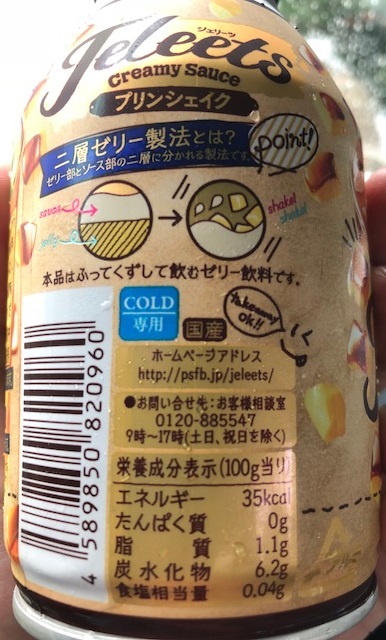 ジェリーツ
Jeleets
Creamy Sauce
プリンシェイク
二層ゼリー製法とは?
ゼリー部とソース部の二層に分かれる製法です。
point!
sauce
jelly
shake!
shake!
本品はふってくずして飲むゼリー飲料です。
COLD
専用
国産
Takeaway
OK!!
ホームページアドレス
http://psfb.jp/jeleets/
●お問い合せ先:お客様相談室
0120-885547
9時~17時(土日、祝日を除く)
栄養成分表示(100g当り)
エネルギー 35kcal
たんぱく質 0g
脂質 1.1g
炭水化物 6.2g
食塩相当量 0.04g
4 589850 820960